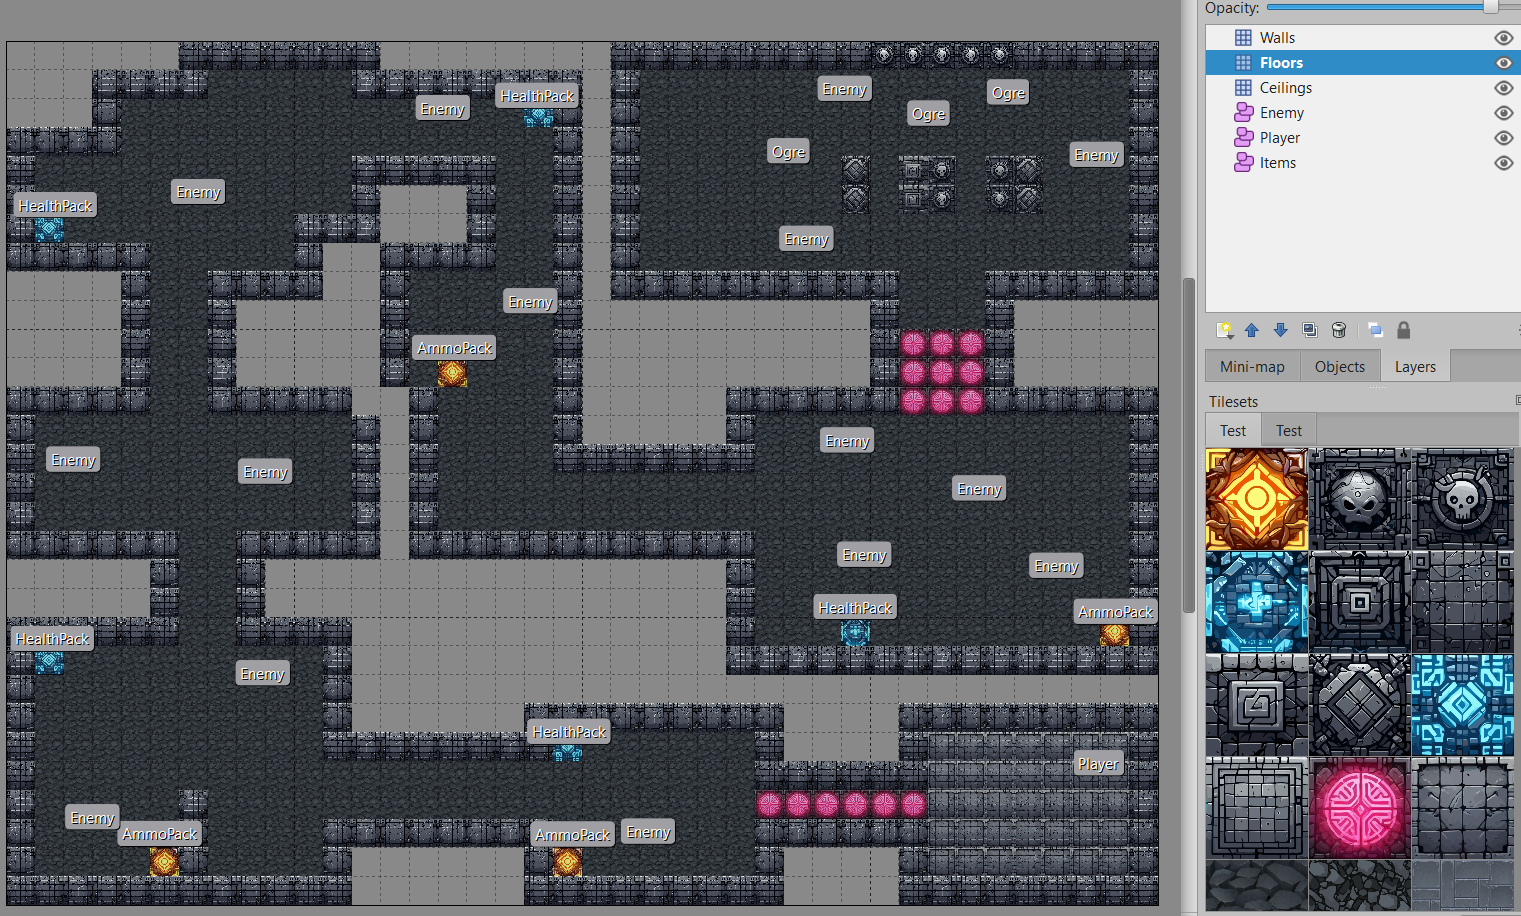 Opacity:
Walls
Floors
Ceilings
Enemy
Player
Items
Mini-map
Objects
Layers
Tilesets
Test
Test
Enemy
Ogre
HealthPack
Enemy
Ogre
Ogre
Enemy
Enemy
HealthPack
Enemy
Enemy
AmmoPack
Enemy
Enemy
Enemy
Enemy
Enemy
Enemy
HealthPack
AmmoPack
HealthPack
Enemy
HealthPack
Player
Enemy
AmmoPack
AmmoPack
Enemy